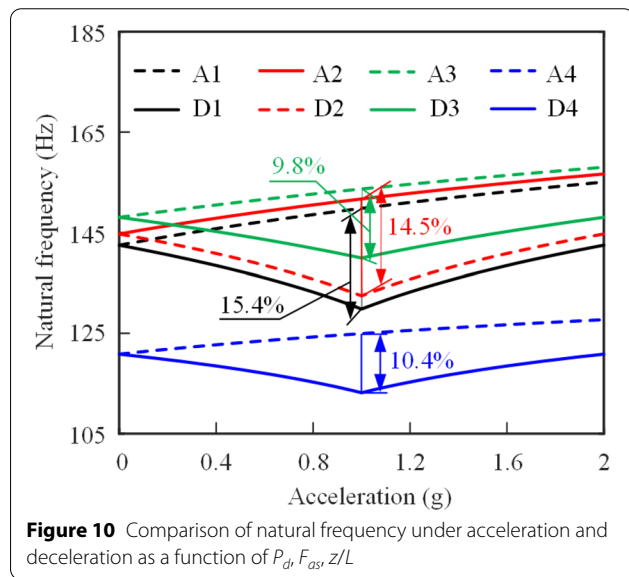 185
165
145
125
105
Natural frequency (Hz)
A1 A2 A3 A4
D1 D2 D3 D4
9.8%
14.5%
15.4%
10.4%
0 0.4 0.8 1.2 1.6 2
Acceleration (g)
Figure 10 Comparison of natural frequency under acceleration and
deceleration as a function of P_d, F_as, z/L